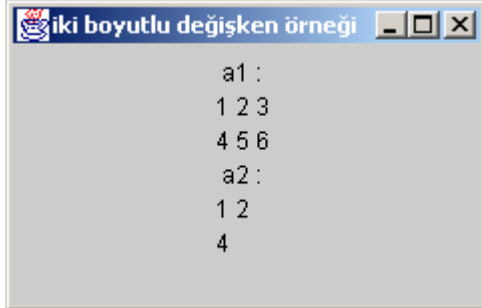 iki boyutlu değişken örneği
a1 :
1 2 3
4 5 6
a2 :
1 2
4